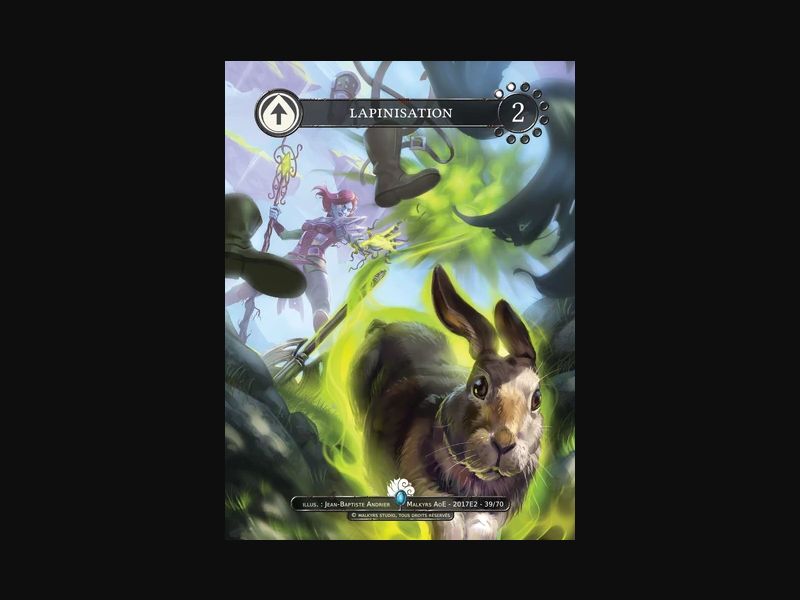 LAPINISATION
2
illus. : Jean-Baptiste Andrier Malkyrs AoE - 2017E2 - 39/70
© MALKYRS STUDIO, TOUS DROITS RÉSERVÉS